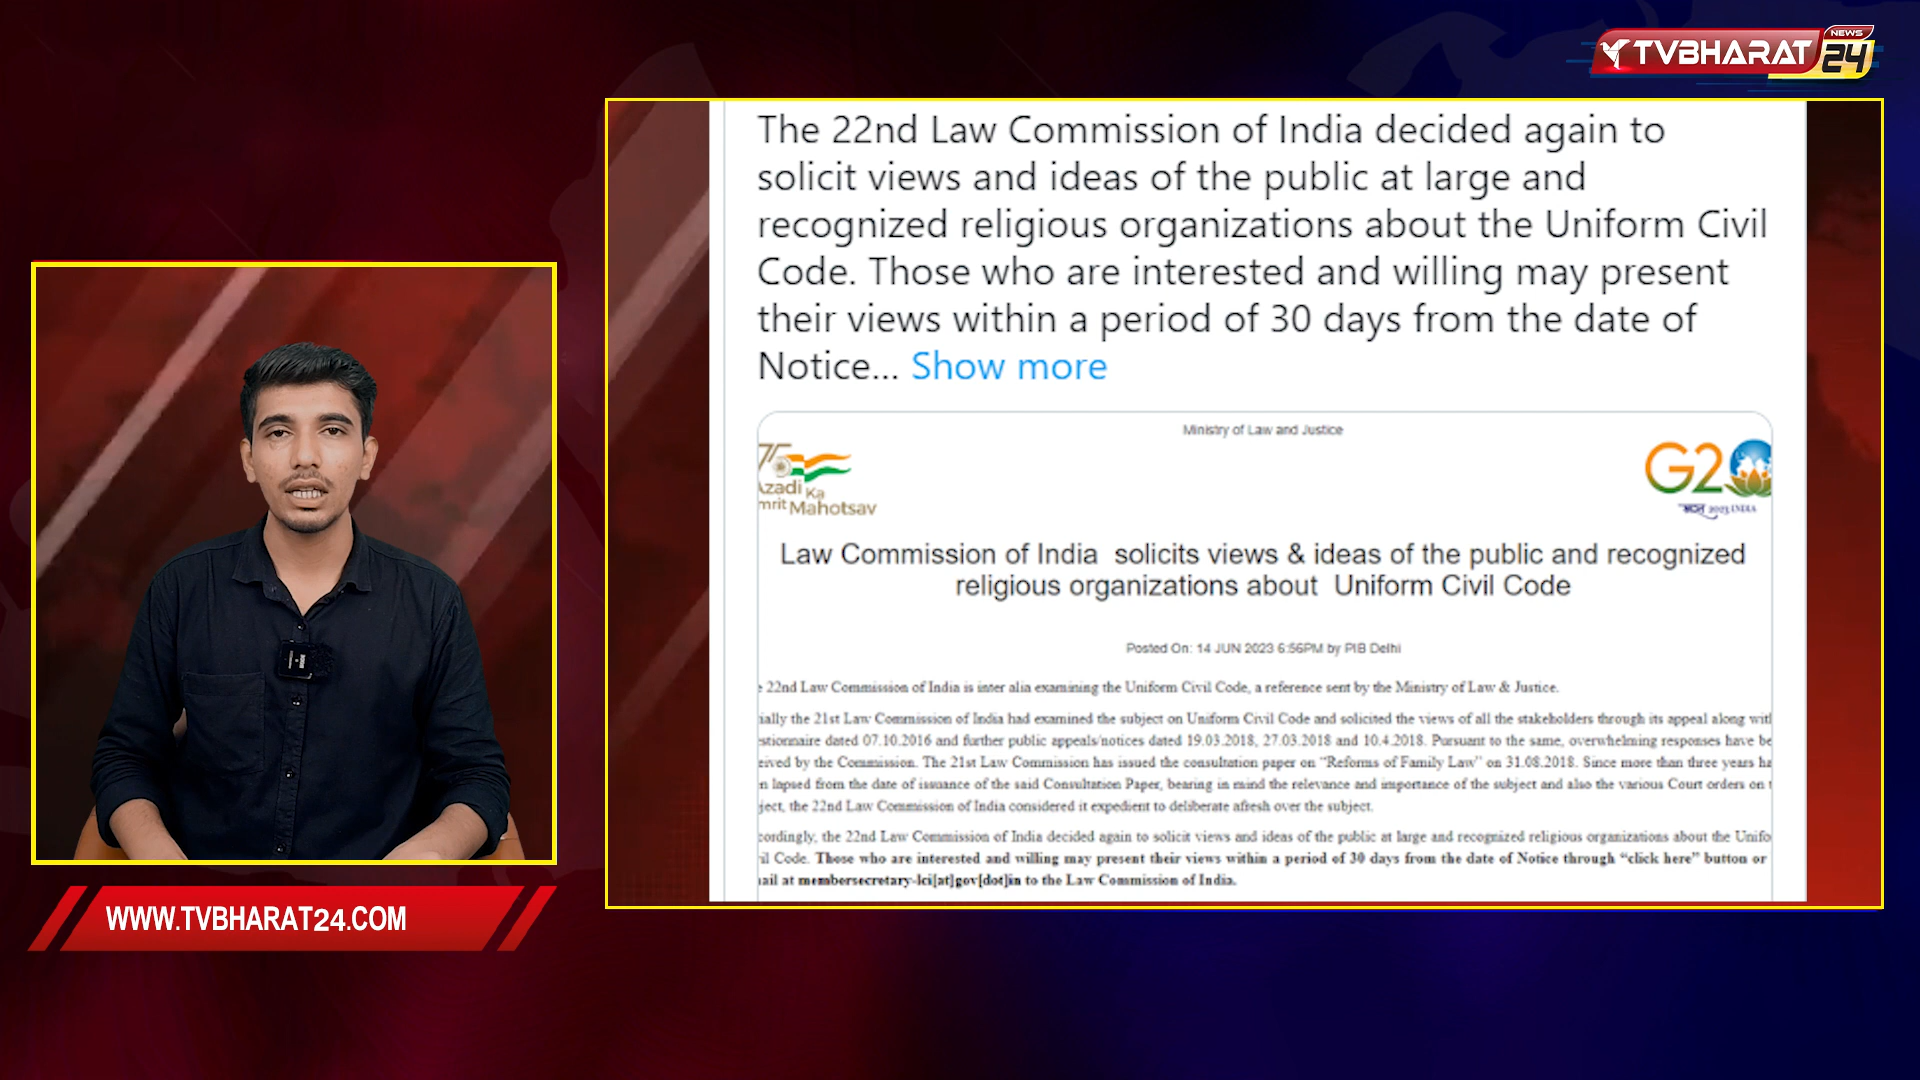 TVBHARAT NEWS 24
The 22nd Law Commission of India decided again to
solicit views and ideas of the public at large and
recognized religious organizations about the Uniform Civil
Code. Those who are interested and willing may present
their views within a period of 30 days from the date of
Notice... Show more
Ministry of Law and Justice
75
Azadi Ka
mrit Mahotsav
G20
भारत 2023 INDIA
Law Commission of India solicits views & ideas of the public and recognized
religious organizations about Uniform Civil Code
Posted On: 14 JUN 2023 6:56PM by PIB Delhi
e 22nd Law Commission of India is inter alia examining the Uniform Civil Code, a reference sent by the Ministry of Law & Justice.
ially the 21st Law Commission of India had examined the subject on Uniform Civil Code and solicited the views of all the stakeholders through its appeal along wit
estionnaire dated 07.10.2016 and further public appeals/notices dated 19.03.2018, 27.03.2018 and 10.4.2018. Pursuant to the same, overwhelming responses have be
eived by the Commission. The 21st Law Commission has issued the consultation paper on "Reforms of Family Law" on 31.08.2018. Since more than three years ha
n lapsed from the date of issuance of the said Consultation Paper, bearing in mind the relevance and importance of the subject and also the various Court orders on t
ject, the 22nd Law Commission of India considered it expedient to deliberate afresh over the subject.
cordingly, the 22nd Law Commission of India decided again to solicit views and ideas of the public at large and recognized religious organizations about the Unifo
il Code. Those who are interested and willing may present their views within a period of 30 days from the date of Notice through "click here" button or
ail at membersecretary-lci[at]gov[dot]in to the Law Commission of India.
WWW.TVBHARAT24.COM